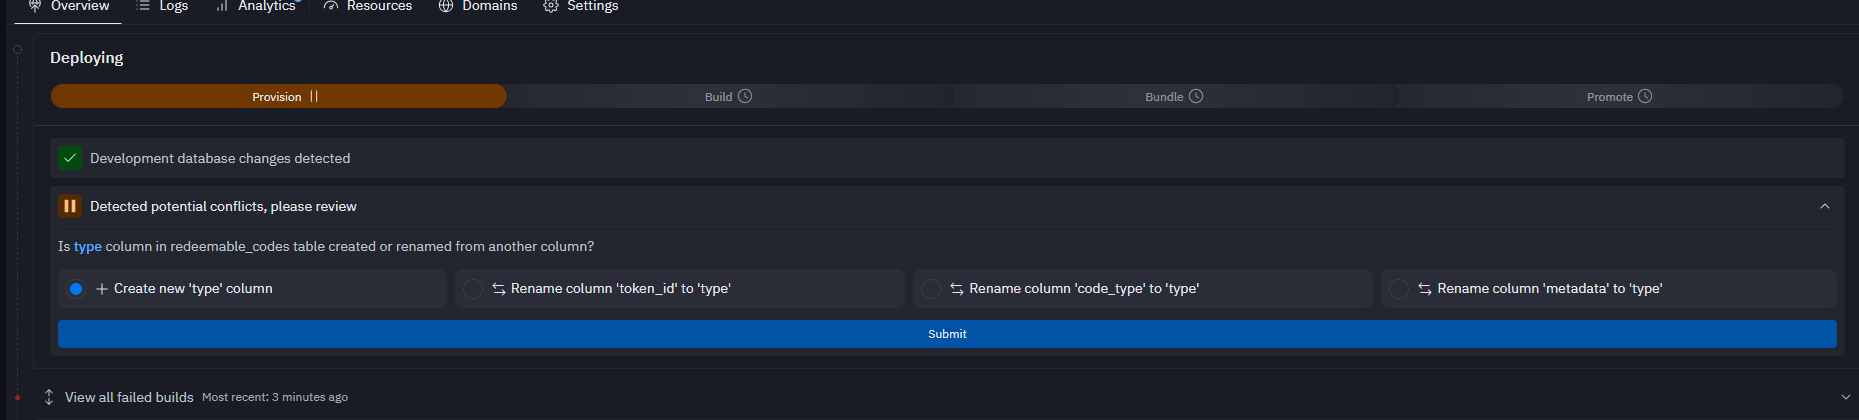 Overview Logs Analytics Resources Domains Settings
Deploying
Provision Build Bundle Promote
Development database changes detected
Detected potential conflicts, please review
Is type column in redeemable_codes table created or renamed from another column?
Create new 'type' column Rename column 'token_id' to 'type' Rename column 'code_type' to 'type' Rename column 'metadata' to 'type'
Submit
View all failed builds Most recent: 3 minutes ago